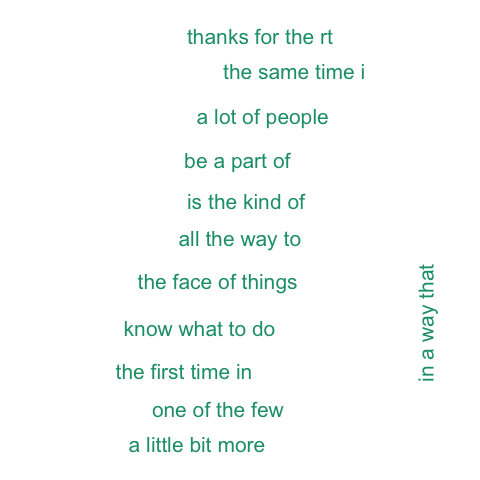 thanks for the rt
the same time i
a lot of people
be a part of
is the kind of
all the way to
the face of things
know what to do
the first time in
one of the few
a little bit more
in a way that